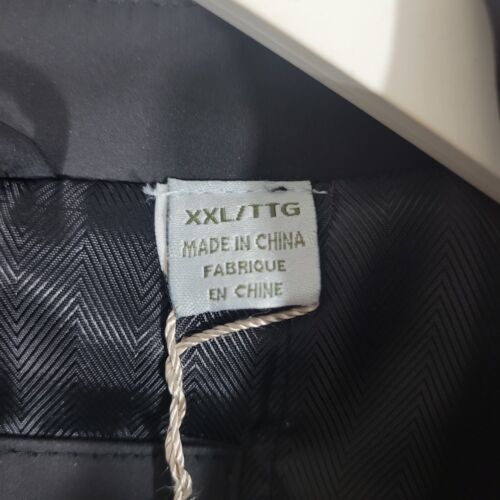 XXL/TTG
MADE IN CHINA
FABRIQUE
EN CHINE